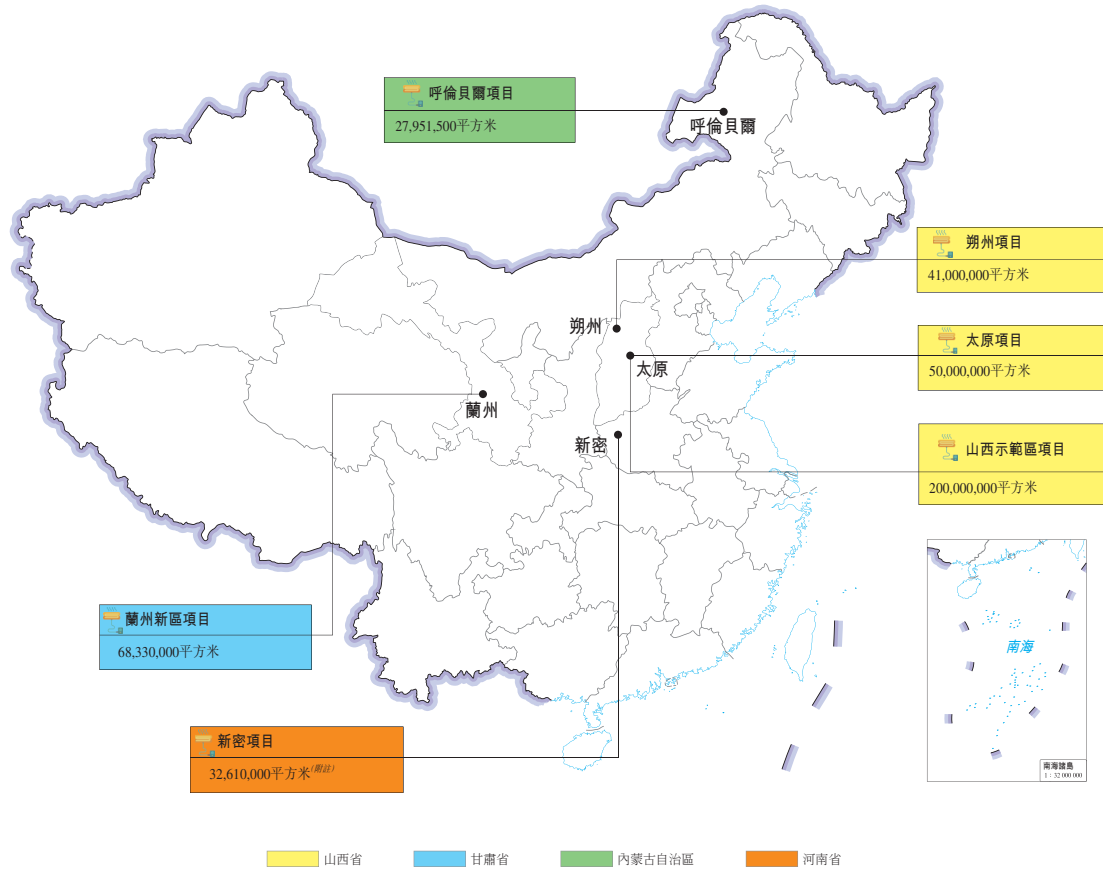 呼倫貝爾項目
27,951,500平方米
呼倫貝爾
朔州項目
41,000,000平方米
朔州
太原項目
50,000,000平方米
太原
蘭州
新密
山西示範區項目
200,000,000平方米
蘭州新區項目
68,330,000平方米
南海
新密項目
32,610,000平方米(附註)
南海諸島
1：32 000 000
山西省
甘肅省
內蒙古自治區
河南省